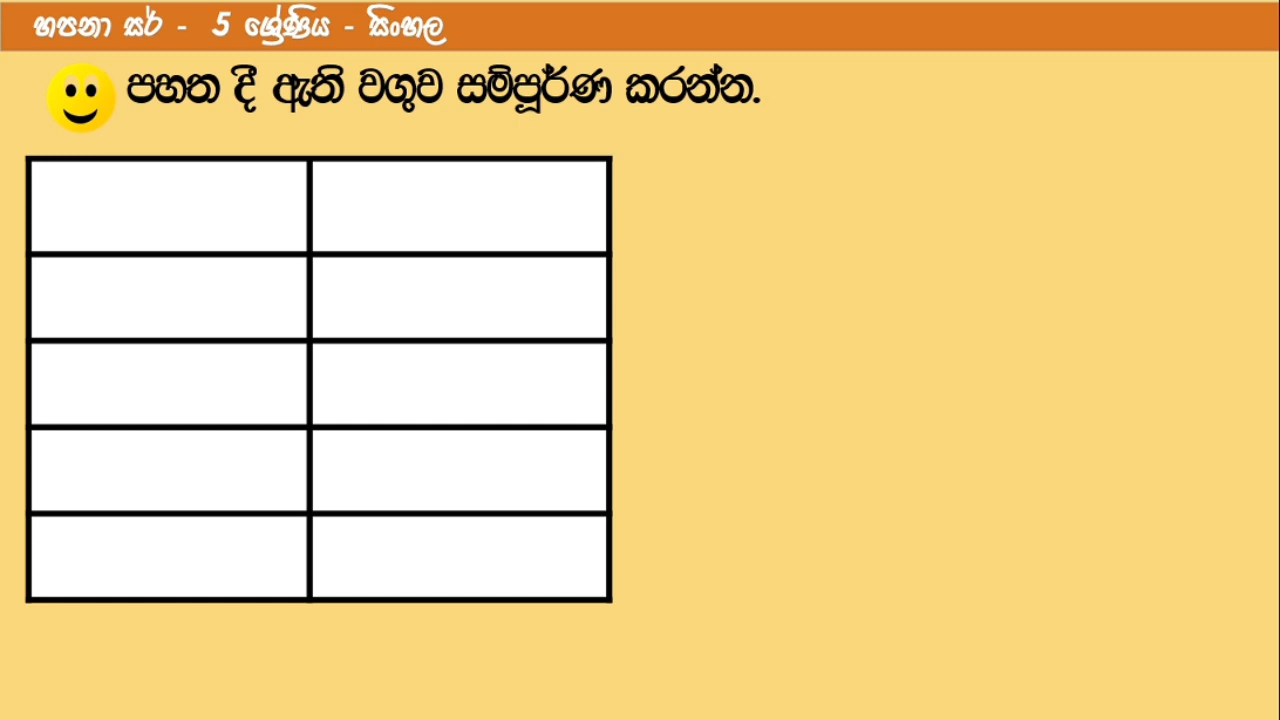 හපනා සර් - 5 ශ්‍රේණිය - සිංහල
පහත දී ඇති වගුව සම්පූර්ණ කරන්න.